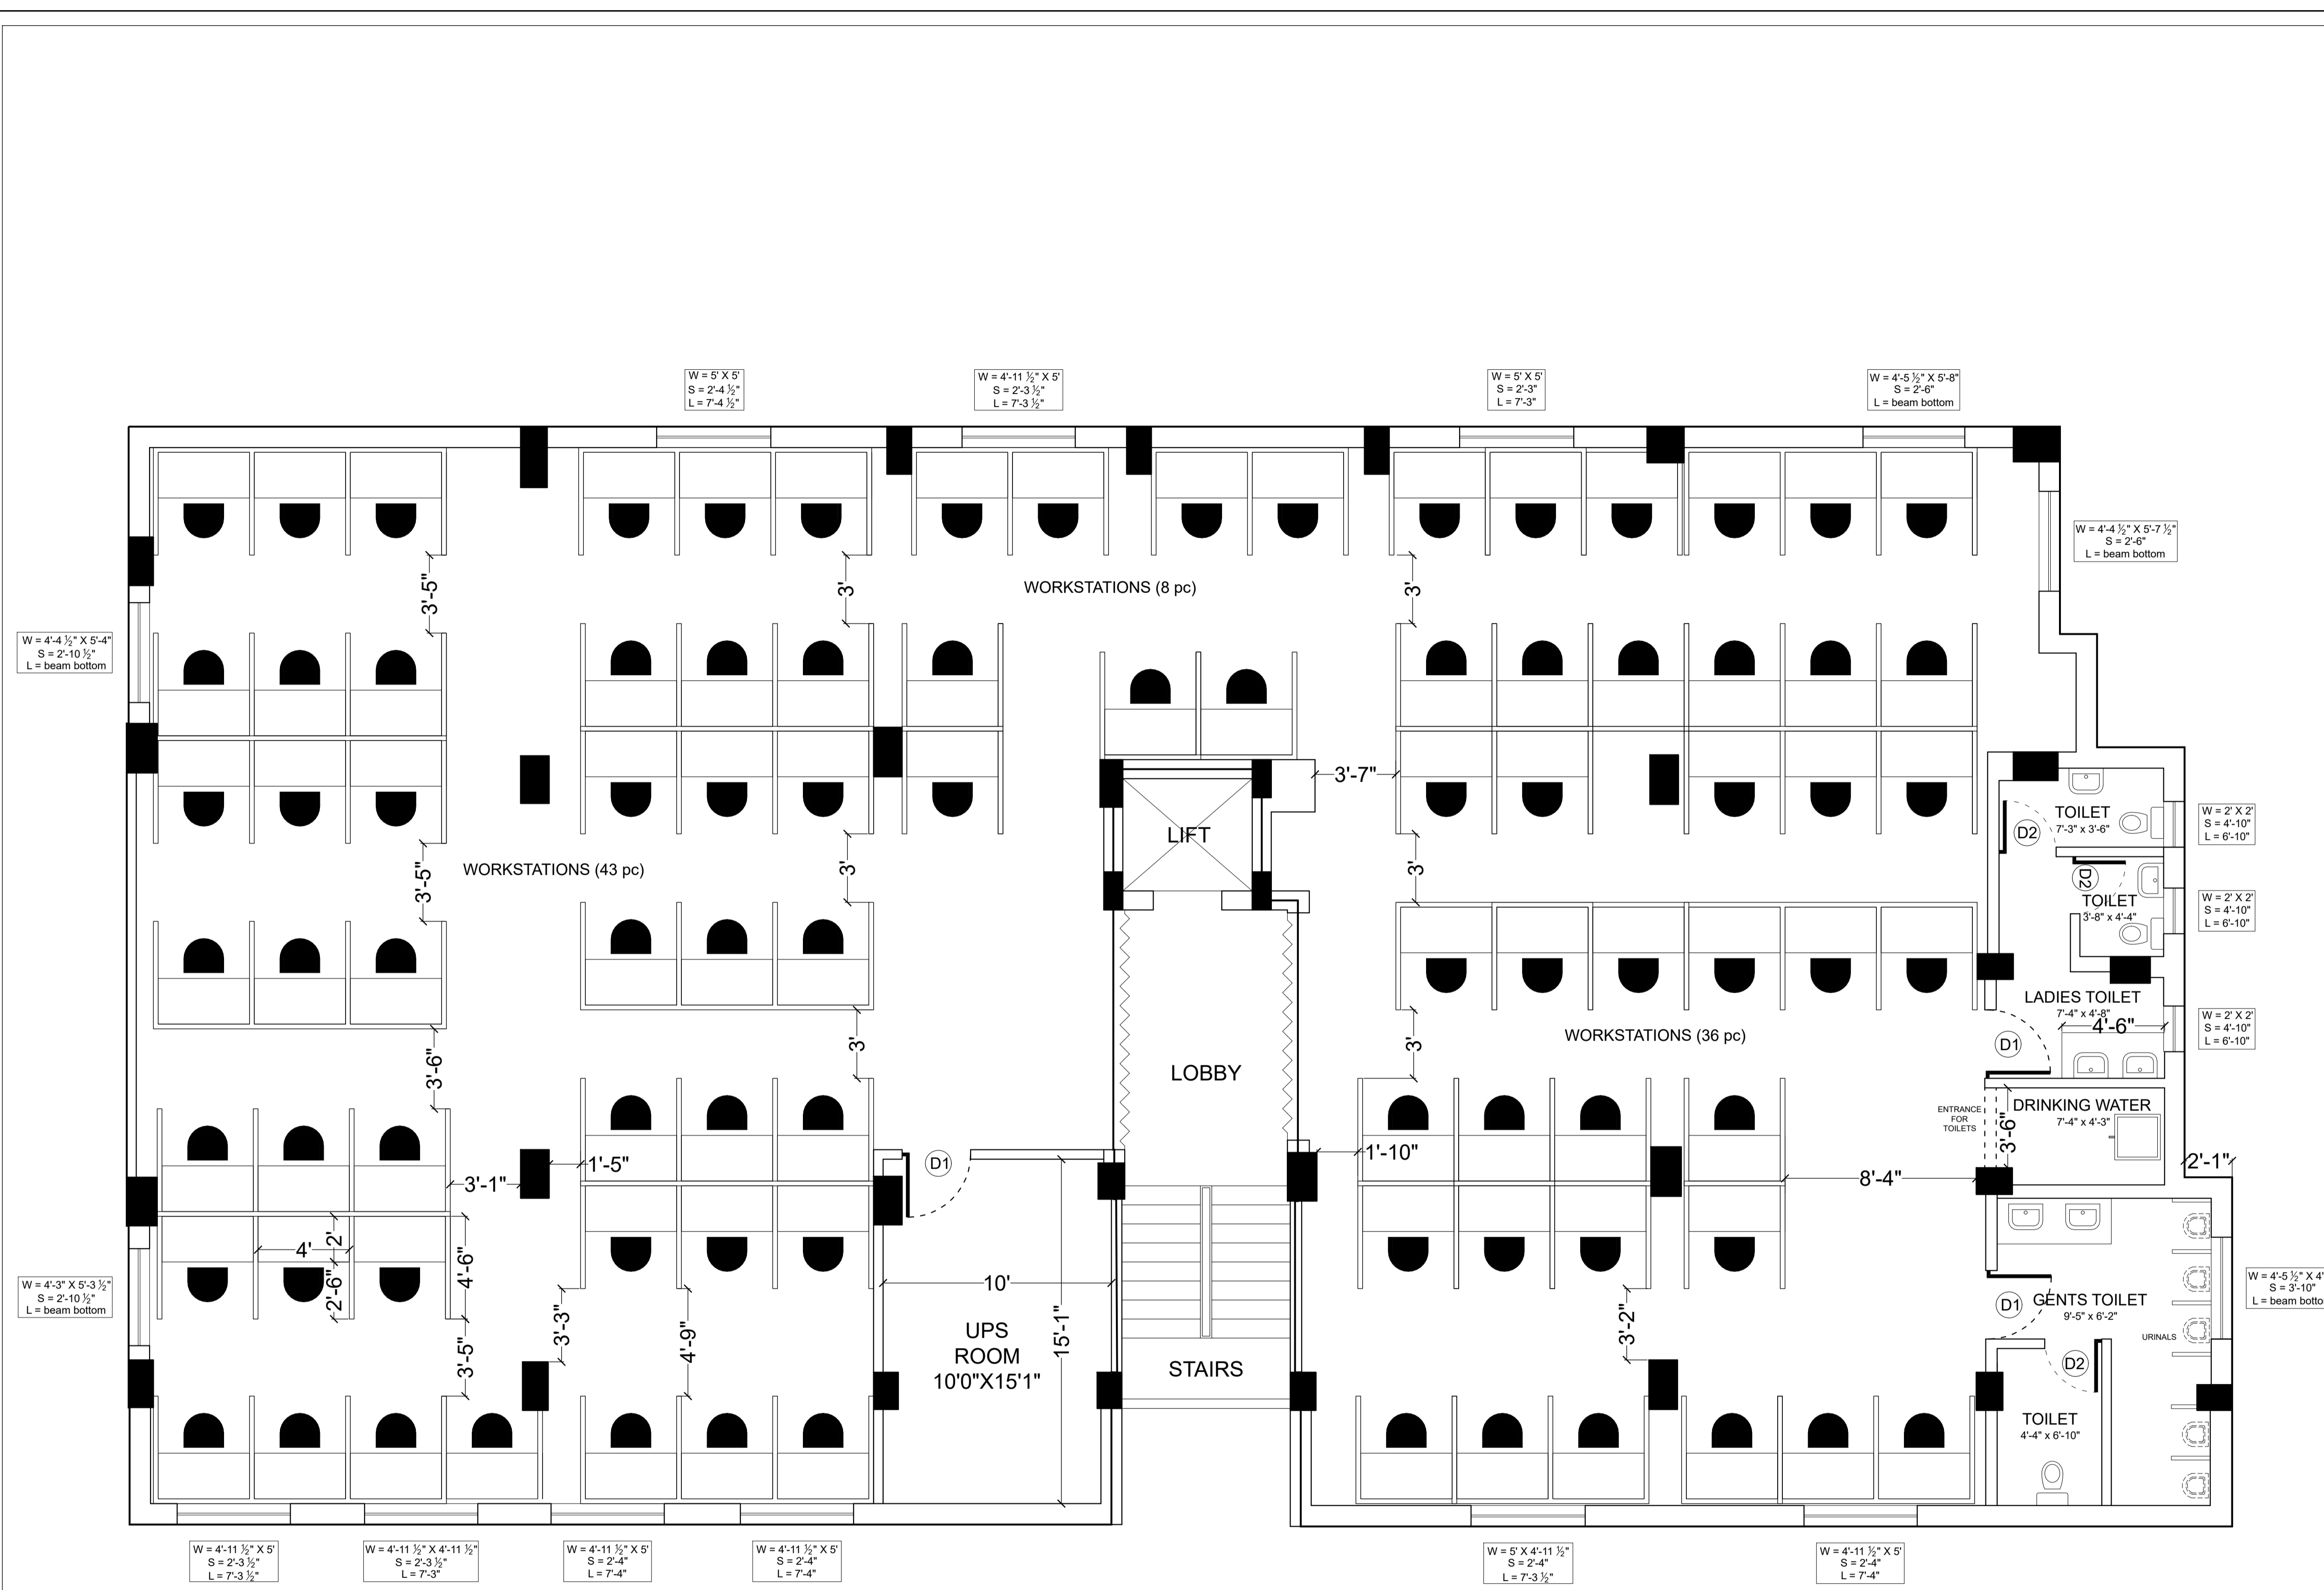 W = 5' X 5'
S = 2'-4 ½"
L = 7'-4 ½"
W = 4'-11 ½" X 5'
S = 2'-3 ½"
L = 7'-3 ½"
W = 5' X 5'
S = 2'-3"
L = 7'-3"
W = 4'-5 ½" X 5'-8"
S = 2'-6"
L = beam bottom
W = 4'-4 ½" X 5'-7 ½"
S = 2'-6"
L = beam bottom
3'-5"
3'
WORKSTATIONS (8 pc)
3'
W = 4'-4 ½" X 5'-4"
S = 2'-10 ½"
L = beam bottom
3'-7"
LIFT
TOILET
7'-3" x 3'-6"
D2
W = 2' X 2'
S = 4'-10"
L = 6'-10"
WORKSTATIONS (43 pc)
3'-5"
3'
3'
D2
TOILET
3'-8" x 4'-4"
W = 2' X 2'
S = 4'-10"
L = 6'-10"
LADIES TOILET
7'-4" x 4'-8"
4'-6"
D1
W = 2' X 2'
S = 4'-10"
L = 6'-10"
WORKSTATIONS (36 pc)
3'-6"
3'
LOBBY
3'
ENTRANCE
FOR
TOILETS
3'-6"
DRINKING WATER
7'-4" x 4'-3"
3'-1"
1'-5"
D1
1'-10"
8'-4"
2'-1"
4'
2'
2'-6"
4'-6"
W = 4'-3" X 5'-3 ½"
S = 2'-10 ½"
L = beam bottom
3'-5"
3'-3"
4'-9"
10'
UPS
ROOM
10'0"X15'1"
15'-1"
STAIRS
3'-2"
D1
GENTS TOILET
9'-5" x 6'-2"
URINALS
D2
TOILET
4'-4" x 6'-10"
W = 4'-5 ½" X 4'
S = 3'-10"
L = beam botto
W = 4'-11 ½" X 5'
S = 2'-3 ½"
L = 7'-3 ½"
W = 4'-11 ½" X 4'-11 ½"
S = 2'-3 ½"
L = 7'-3"
W = 4'-11 ½" X 5'
S = 2'-4"
L = 7'-4"
W = 4'-11 ½" X 5'
S = 2'-4"
L = 7'-4"
W = 5' X 4'-11 ½"
S = 2'-4"
L = 7'-3 ½"
W = 4'-11 ½" X 5'
S = 2'-4"
L = 7'-4"